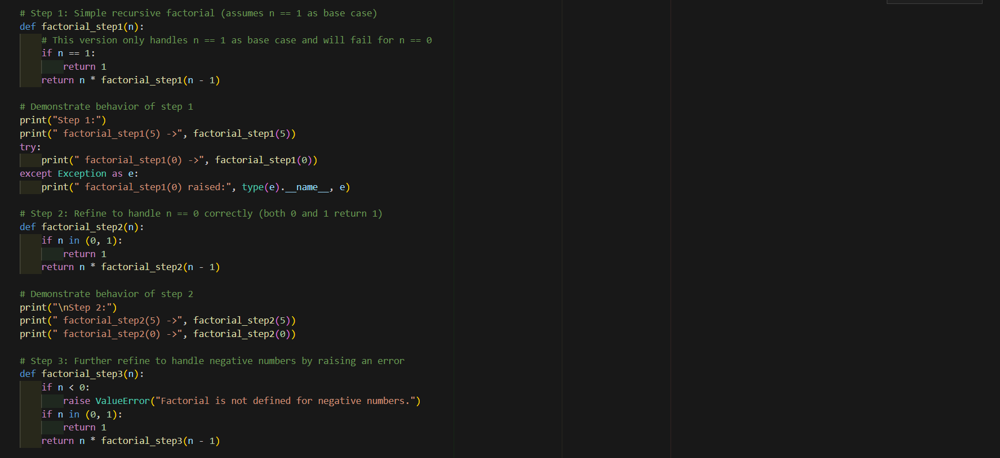 # Step 1: Simple recursive factorial (assumes n == 1 as base case)
def factorial_step1(n):
    # This version only handles n == 1 as base case and will fail for n == 0
    if n == 1:
        return 1
    return n * factorial_step1(n - 1)

# Demonstrate behavior of step 1
print("Step 1:")
print(" factorial_step1(5) ->", factorial_step1(5))
try:
    print(" factorial_step1(0) ->", factorial_step1(0))
except Exception as e:
    print(" factorial_step1(0) raised:", type(e).__name__, e)

# Step 2: Refine to handle n == 0 correctly (both 0 and 1 return 1)
def factorial_step2(n):
    if n in (0, 1):
        return 1
    return n * factorial_step2(n - 1)

# Demonstrate behavior of step 2
print("\nStep 2:")
print(" factorial_step2(5) ->", factorial_step2(5))
print(" factorial_step2(0) ->", factorial_step2(0))

# Step 3: Further refine to handle negative numbers by raising an error
def factorial_step3(n):
    if n < 0:
        raise ValueError("Factorial is not defined for negative numbers.")
    if n in (0, 1):
        return 1
    return n * factorial_step3(n - 1)